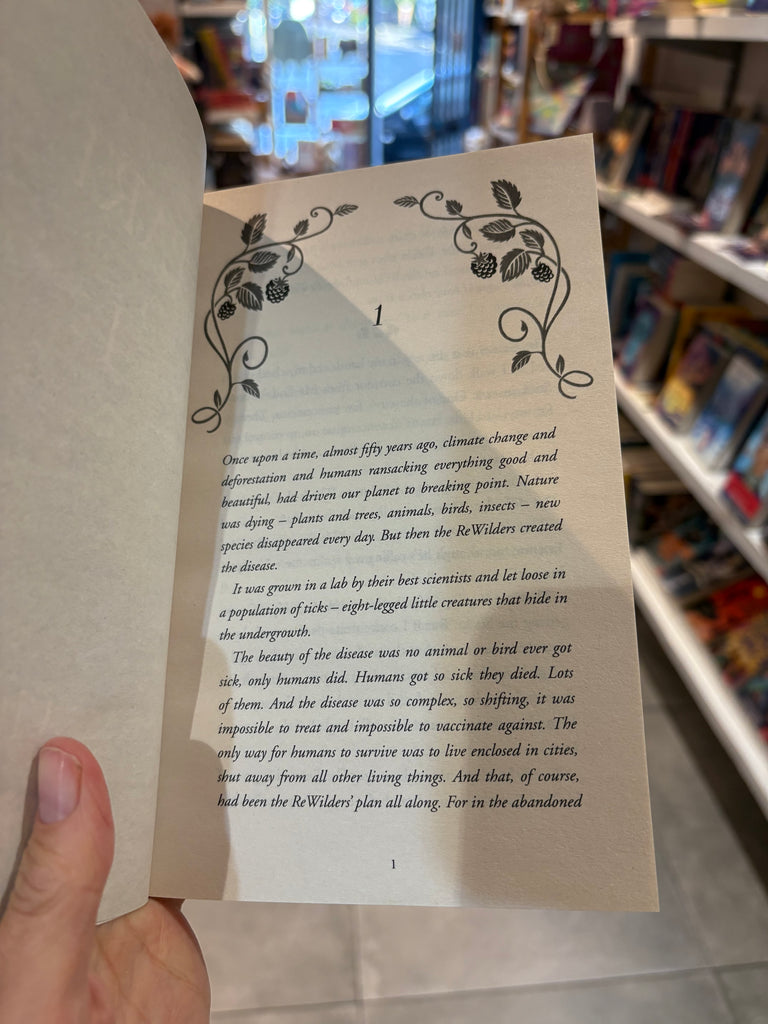 1
Once upon a time, almost fifty years ago, climate change and
deforestation and humans ransacking everything good and
beautiful, had driven our planet to breaking point. Nature
was dying – plants and trees, animals, birds, insects – new
species disappeared every day. But then the ReWilders created
the disease.
It was grown in a lab by their best scientists and let loose in
a population of ticks – eight-legged little creatures that hide in
the undergrowth.
The beauty of the disease was no animal or bird ever got
sick, only humans did. Humans got so sick they died. Lots
of them. And the disease was so complex, so shifting, it was
impossible to treat and impossible to vaccinate against. The
only way for humans to survive was to live enclosed in cities,
shut away from all other living things. And that, of course,
had been the ReWilders’ plan all along. For in the abandoned
1